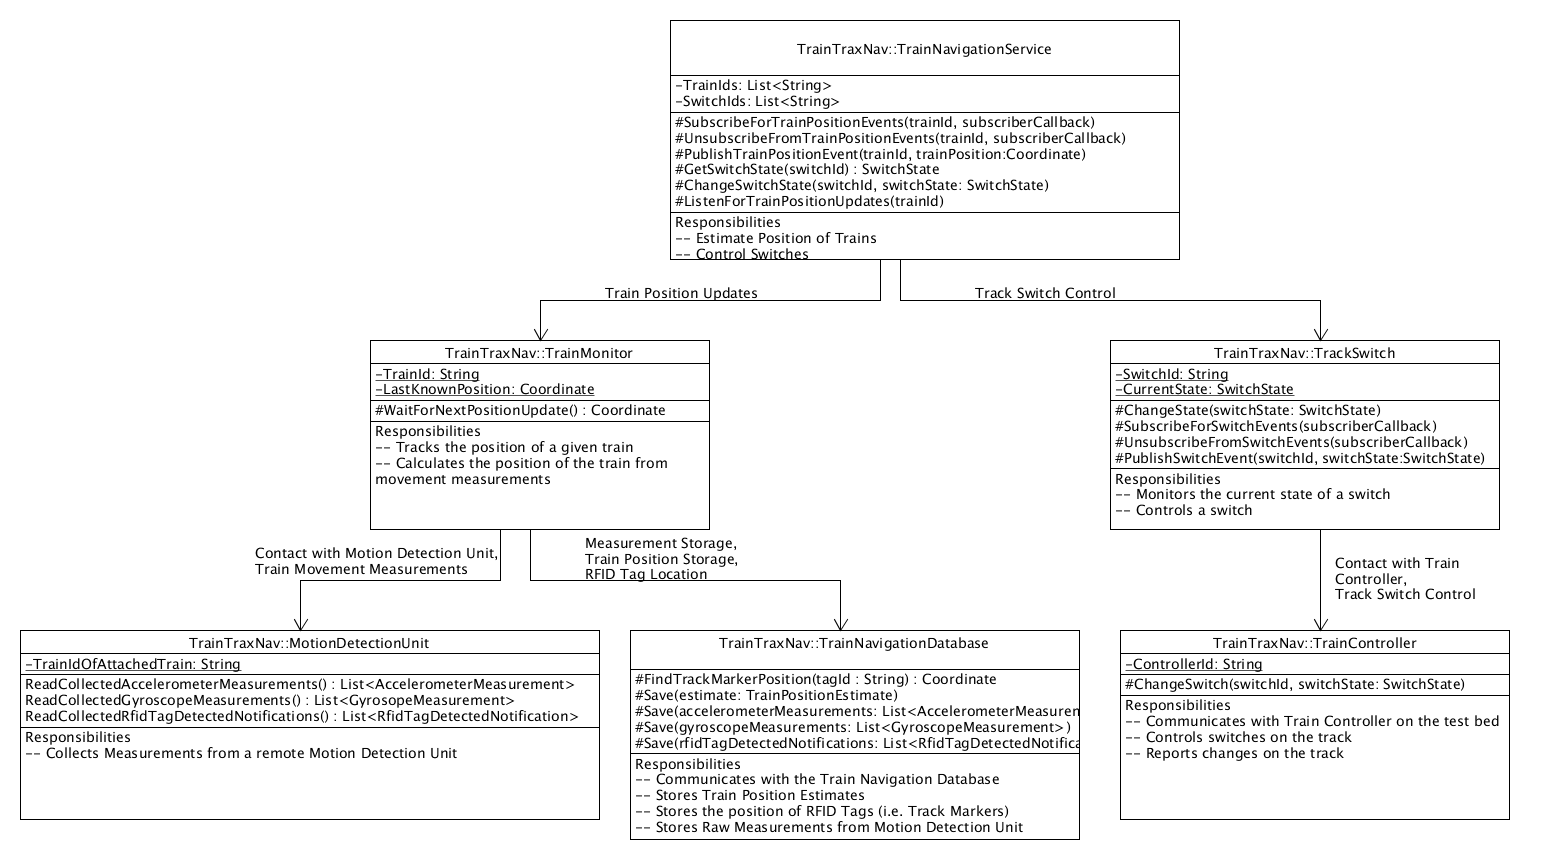 TrainTraxNav::TrainNavigationService
-TrainIds: List<String>
-SwitchIds: List<String>
#SubscribeForTrainPositionEvents(trainId, subscriberCallback)
#UnsubscribeFromTrainPositionEvents(trainId, subscriberCallback)
#PublishTrainPositionEvent(trainId, trainPosition:Coordinate)
#GetSwitchState(switchId) : SwitchState
#ChangeSwitchState(switchId, switchState: SwitchState)
#ListenForTrainPositionUpdates(trainId)
Responsibilities
-- Estimate Position of Trains
-- Control Switches
Train Position Updates
Track Switch Control
TrainTraxNav::TrainMonitor
-TrainId: String
-LastKnownPosition: Coordinate
#WaitForNextPositionUpdate() : Coordinate
Responsibilities
-- Tracks the position of a given train
-- Calculates the position of the train from
movement measurements
TrainTraxNav::TrackSwitch
-SwitchId: String
-CurrentState: SwitchState
#ChangeState(switchState: SwitchState)
#SubscribeForSwitchEvents(subscriberCallback)
#UnsubscribeFromSwitchEvents(subscriberCallback)
#PublishSwitchEvent(switchId, switchState:SwitchState)
Responsibilities
-- Monitors the current state of a switch
-- Controls a switch
Contact with Motion Detection Unit,
Train Movement Measurements
Measurement Storage,
Train Position Storage,
RFID Tag Location
Contact with Train
Controller,
Track Switch Control
TrainTraxNav::MotionDetectionUnit
-TrainIdOfAttachedTrain: String
ReadCollectedAccelerometerMeasurements() : List<AccelerometerMeasurement>
ReadCollectedGyroscopeMeasurements() : List<GyrosopeMeasurement>
ReadCollectedRfidTagDetectedNotifications() : List<RfidTagDetectedNotification>
Responsibilities
-- Collects Measurements from a remote Motion Detection Unit
TrainTraxNav::TrainNavigationDatabase
#FindTrackMarkerPosition(tagId : String) : Coordinate
#Save(estimate: TrainPositionEstimate)
#Save(accelerometerMeasurements: List<AccelerometerMeasuren
#Save(gyroscopeMeasurements: List<GyroscopeMeasurement>)
#Save(rfidTagDetectedNotifications: List<RfidTagDetectedNotifica
Responsibilities
-- Communicates with the Train Navigation Database
-- Stores Train Position Estimates
-- Stores the position of RFID Tags (i.e. Track Markers)
-- Stores Raw Measurements from Motion Detection Unit
TrainTraxNav::TrainController
-ControllerId: String
#ChangeSwitch(switchId, switchState: SwitchState)
Responsibilities
-- Communicates with Train Controller on the test bed
-- Controls switches on the track
-- Reports changes on the track